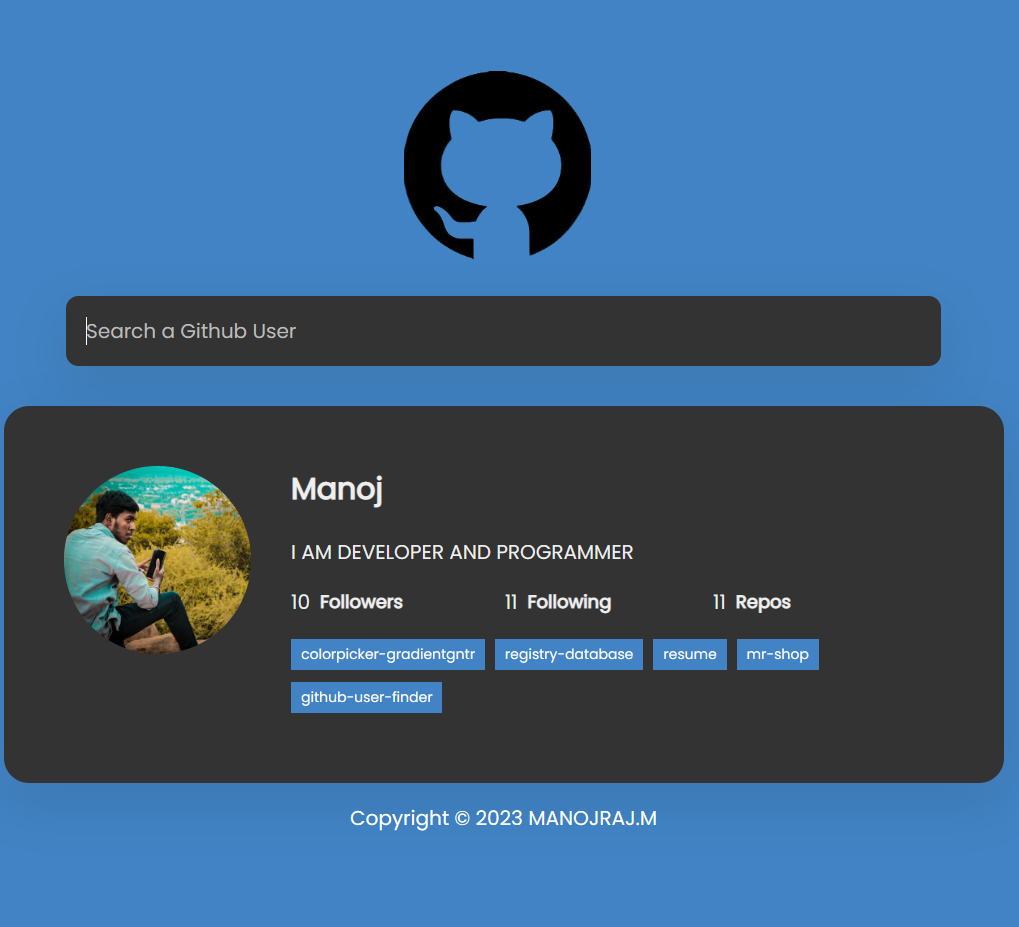 Search a Github User
Manoj
I AM DEVELOPER AND PROGRAMMER
10 Followers 11 Following 11 Repos
colorpicker-gradientgntr registry-database resume mr-shop
github-user-finder
Copyright © 2023 MANOJRAJ.M